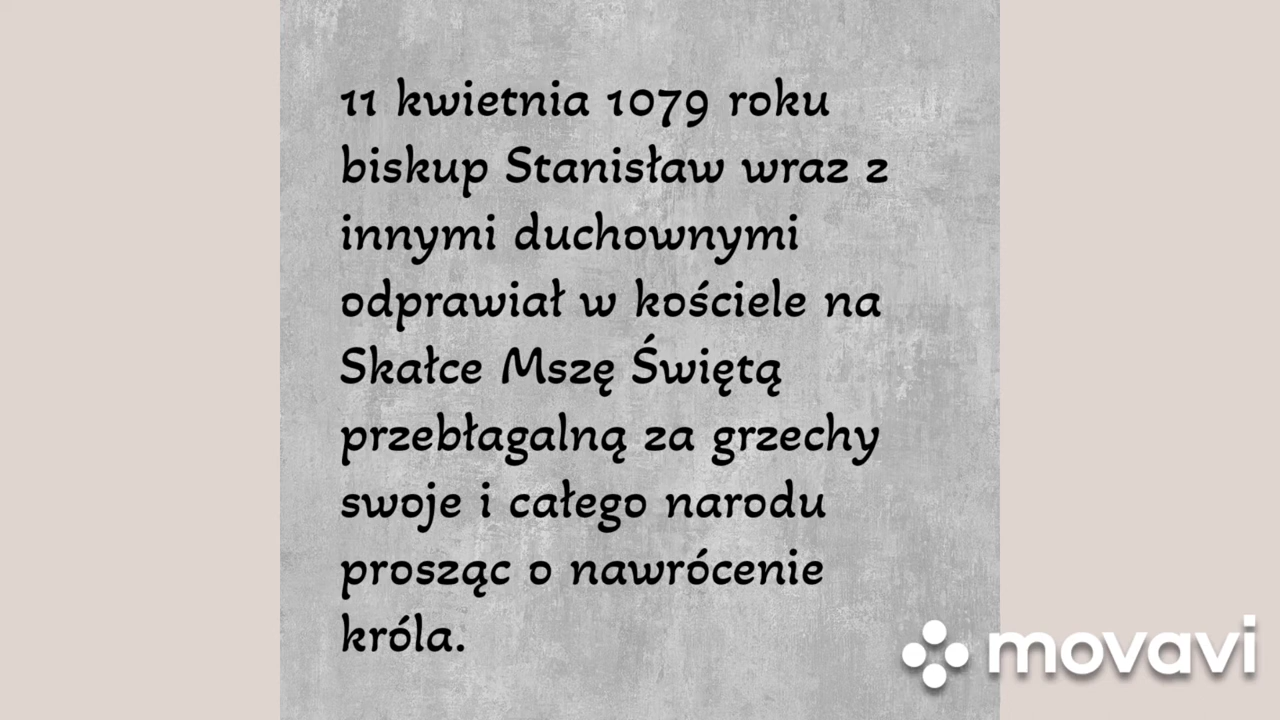 11 kwietnia 1079 roku
biskup Stanisław wraz z
innymi duchownymi
odprawiał w kościele na
Skałce Mszę Świętą
przebłagalną za grzechy
swoje i całego narodu
prosząc o nawrócenie
króla.
movavi